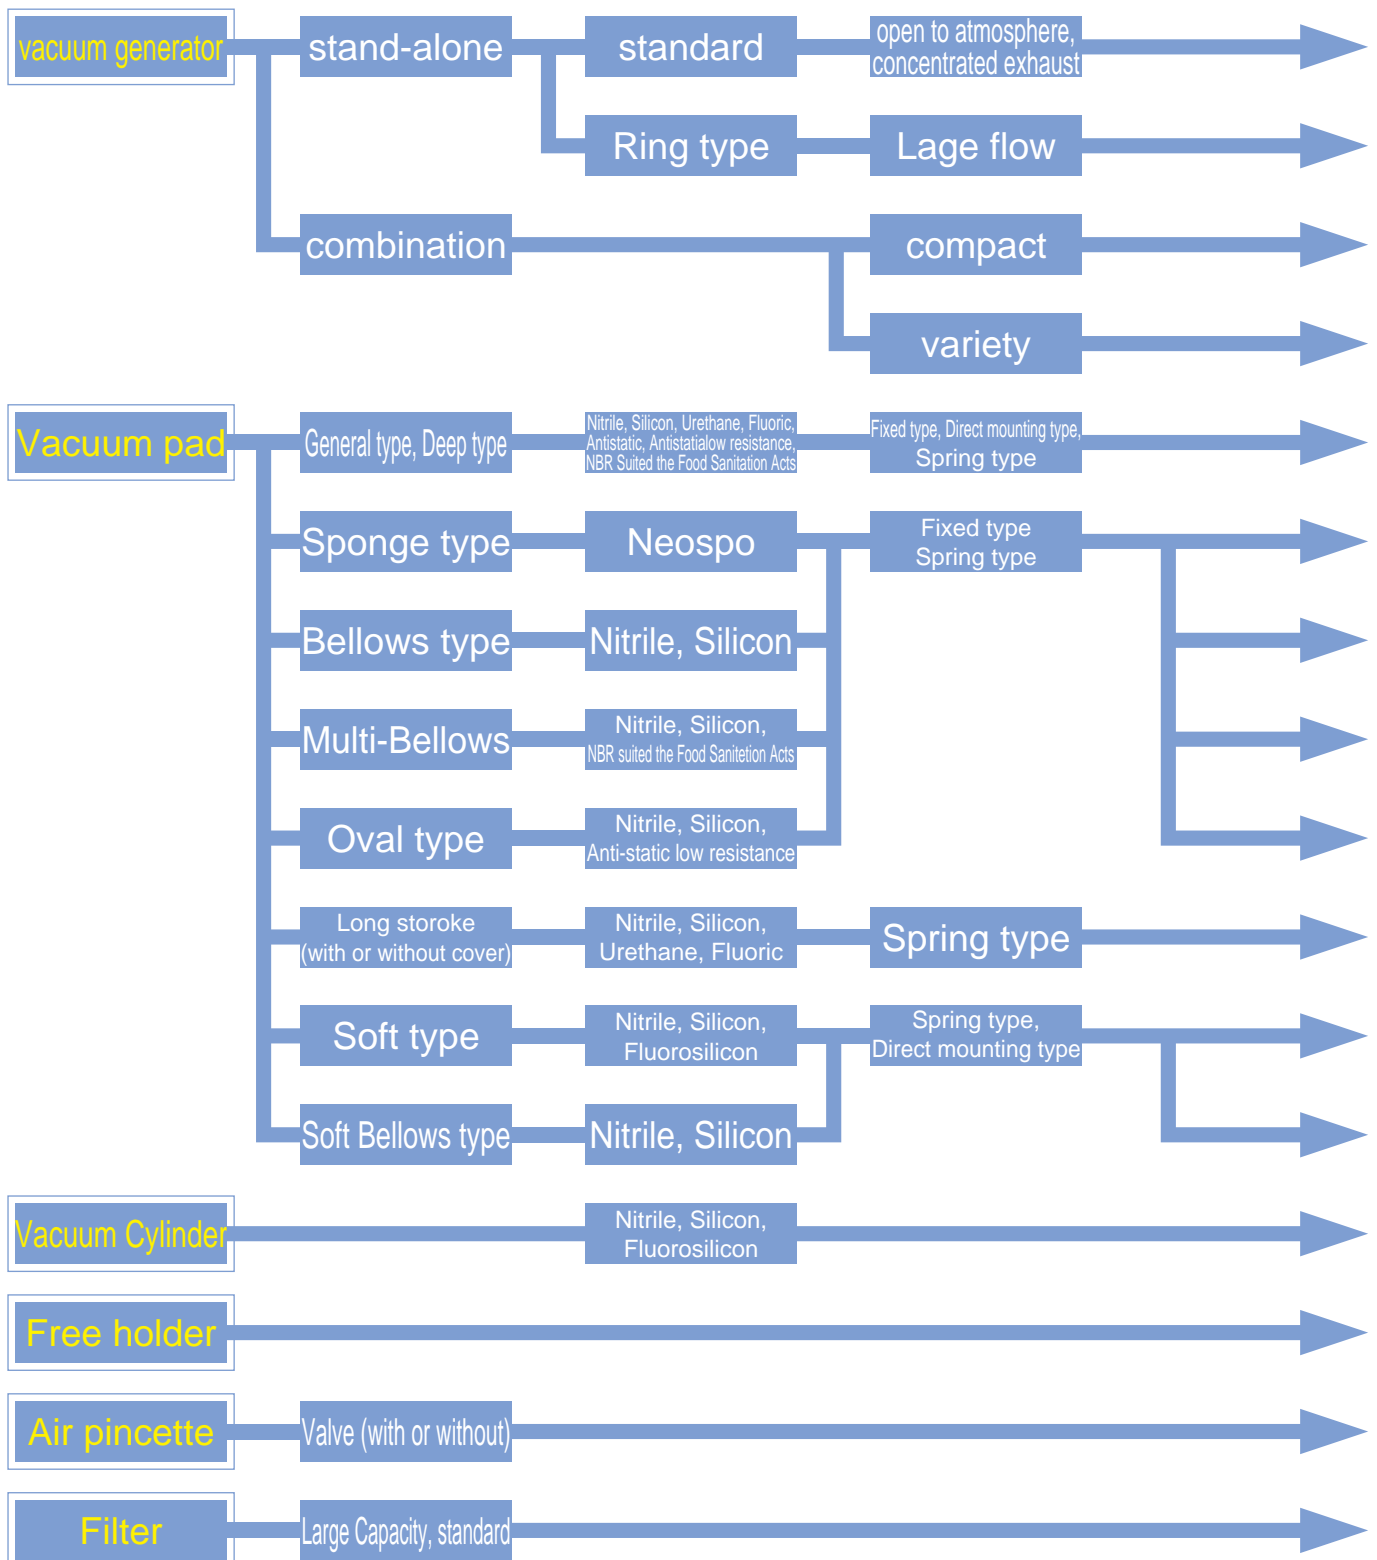 vacuum generator
stand-alone
standard
open to atmosphere,
concentrated exhaust
Ring type
Lage flow
combination
compact
variety
Vacuum pad
General type, Deep type
Nitrile, Silicon, Urethane, Fluoric,
Antistatic, Antistatialow resistance,
NBR Suited the Food Sanitation Acts
Fixed type, Direct mounting type,
Spring type
Sponge type
Neospo
Fixed type
Spring type
Bellows type
Nitrile, Silicon
Multi-Bellows
Nitrile, Silicon,
NBR suited the Food Sanitetion Acts
Oval type
Nitrile, Silicon,
Anti-static low resistance
Long storoke
(with or without cover)
Nitrile, Silicon,
Urethane, Fluoric
Spring type
Soft type
Nitrile, Silicon,
Fluorosilicon
Spring type,
Direct mounting type
Soft Bellows type
Nitrile, Silicon
Vacuum Cylinder
Nitrile, Silicon,
Fluorosilicon
Free holder
Air pincette
Valve (with or without)
Filter
Large Capacity, standard